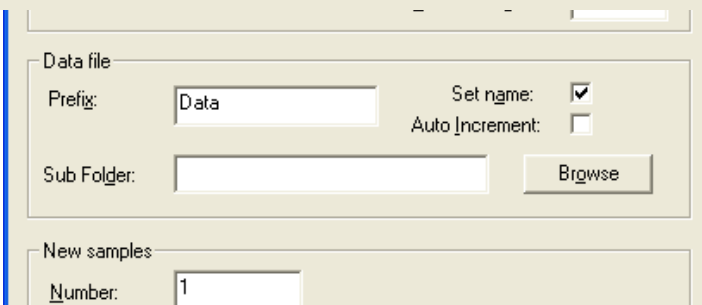 Data file
Prefix: Data Set name:
Auto Increment:
Sub Folder: Browse
New samples
Number: 1